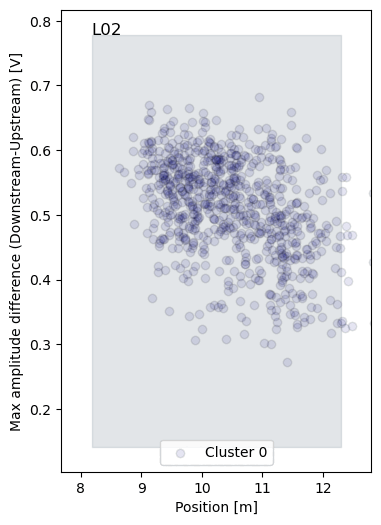 L02
0.8
0.7
0.6
0.5
0.4
0.3
0.2
Max amplitude difference (Downstream-Upstream) [V]
Cluster 0
8 9 10 11 12
Position [m]